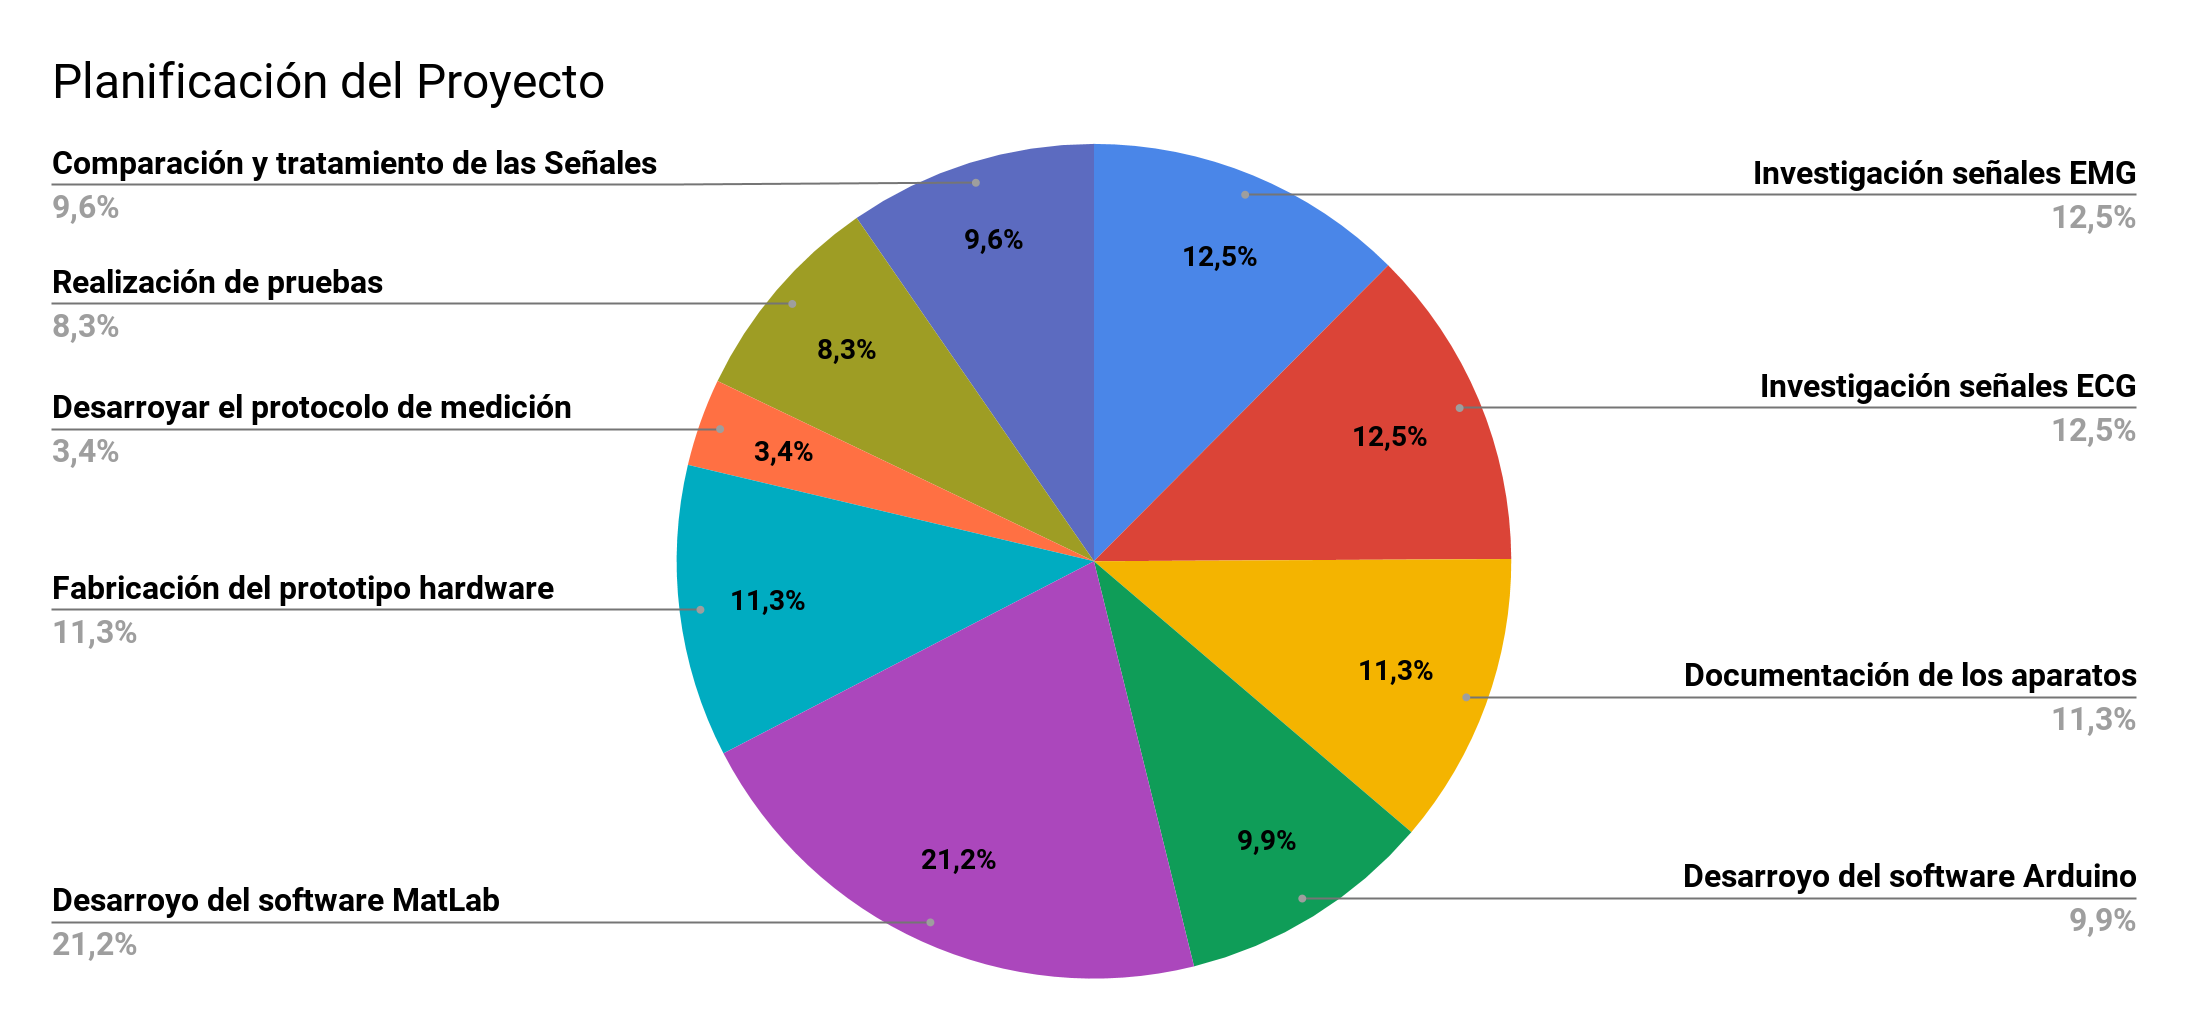 Planificación del Proyecto
Comparación y tratamiento de las Señales
9,6%
Realización de pruebas
8,3%
Desarroyar el protocolo de medición
3,4%
Fabricación del prototipo hardware
11,3%
Desarroyo del software MatLab
21,2%
9,6%
12,5%
8,3%
12,5%
3,4%
11,3%
11,3%
9,9%
21,2%
Investigación señales EMG
12,5%
Investigación señales ECG
12,5%
Documentación de los aparatos
11,3%
Desarroyo del software Arduino
9,9%